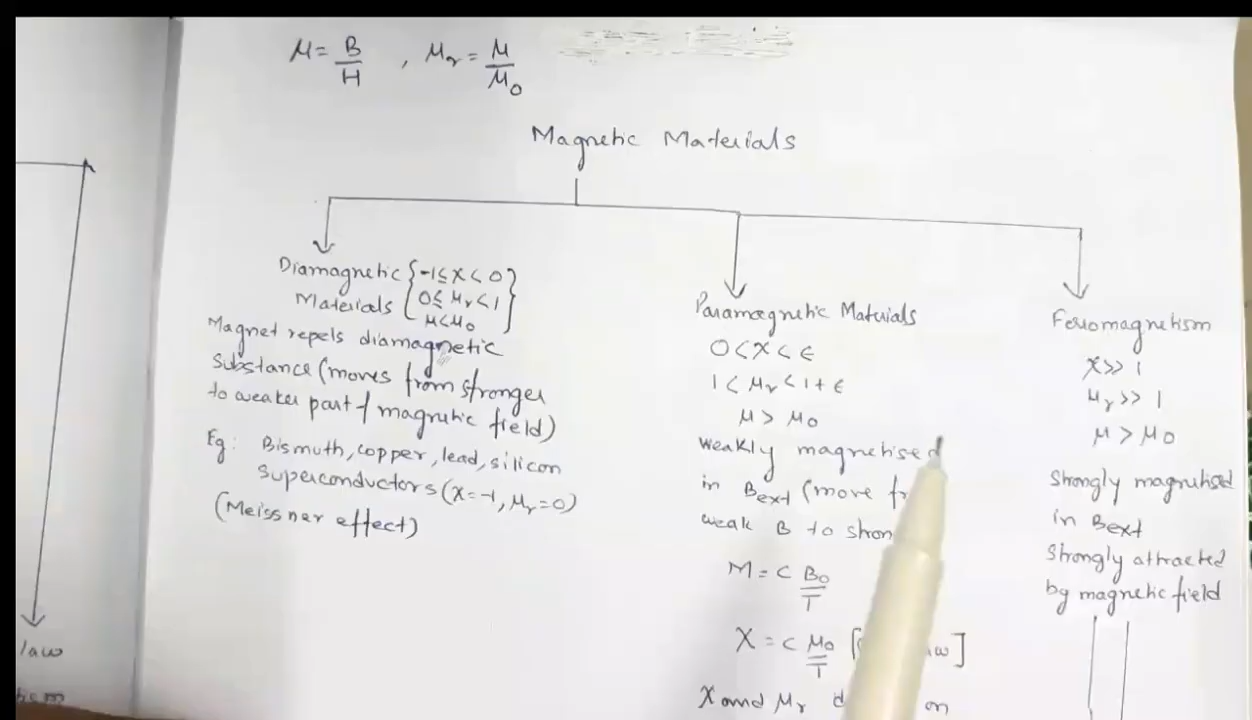 μ = B/H , μr = μ/μ0
Magnetic Materials
Diamagnetic {-1≤χ<0
Materials 0≤μr<1
μ<μ0}
Magnet repels diamagnetic
Substance (moves from stronger
to weaker part of magnetic field)
Eg: Bismuth, copper, lead, silicon
Superconductors (χ=-1, μr=0)
(Meissner effect)
Paramagnetic Materials
0<χ<ε
1<μr<1+ε
μ > μ0
Weakly magnetised
in Bext (move
weak B to
M = C B0/T
χ = C μ0/T [
χ and μr on
Ferromagnetism
χ>> 1
μr >> 1
μ > μ0
Strongly magnetised
in Bext
Strongly attracted
by magnetic field
law